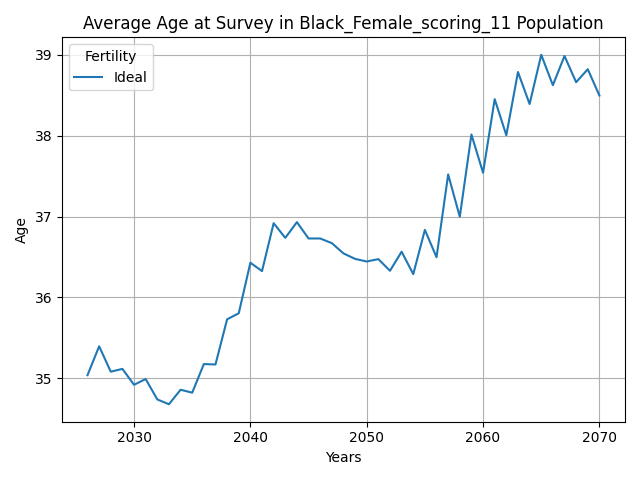 Average Age at Survey in Black_Female_scoring_11 Population
Fertility
Ideal
Age
39
38
37
36
35
2030 2040 2050 2060 2070
Years